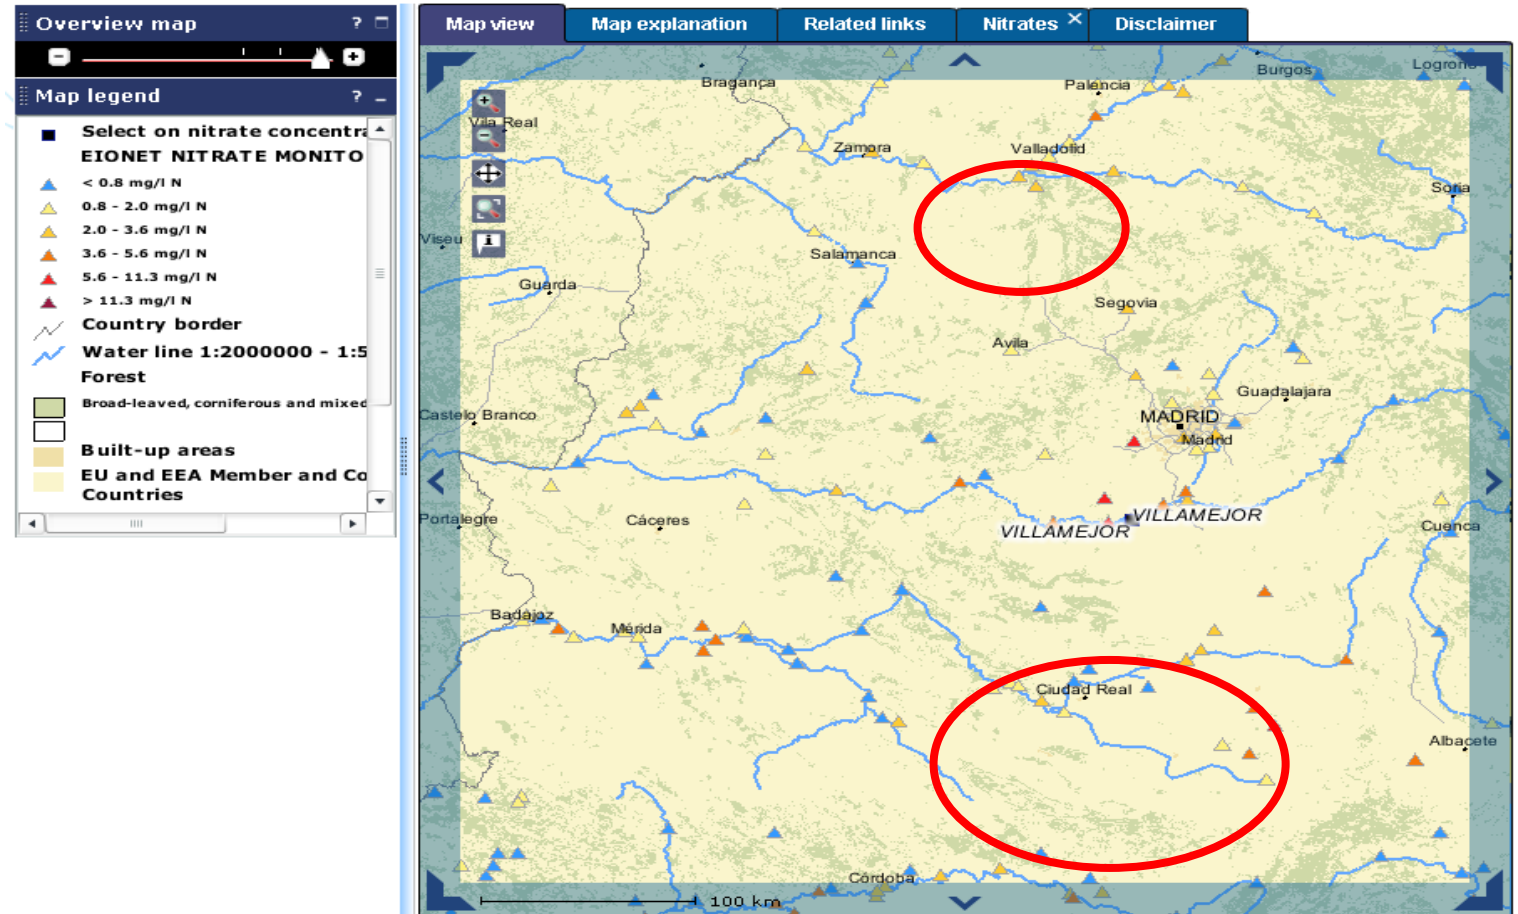 Overview map ?
Map legend ?
Select on nitrate concentra
EIONET NITRATE MONITO
< 0.8 mg/l N
0.8 - 2.0 mg/l N
2.0 - 3.6 mg/l N
3.6 - 5.6 mg/l N
5.6 - 11.3 mg/l N
> 11.3 mg/l N
Country border
Water line 1:2000000 - 1:5
Forest
Broad-leaved, corniferous and mixed
Built-up areas
EU and EEA Member and Co
Countries
Map view Map explanation Related links Nitrates × Disclaimer
Burgos
Logroño
Bragança
Palencia
Vila Real
Zamora
Valladolid
Soria
Viseu
Salamanca
Guarda
Segovia
Avila
Guadalajara
Castelo Branco
MADRID
Madrid
Portalegre
Cáceres
VILLAMEJOR
VILLAMEJOR
Cuenca
Badajoz
Mérida
Ciudad Real
Albacete
Córdoba
100 km